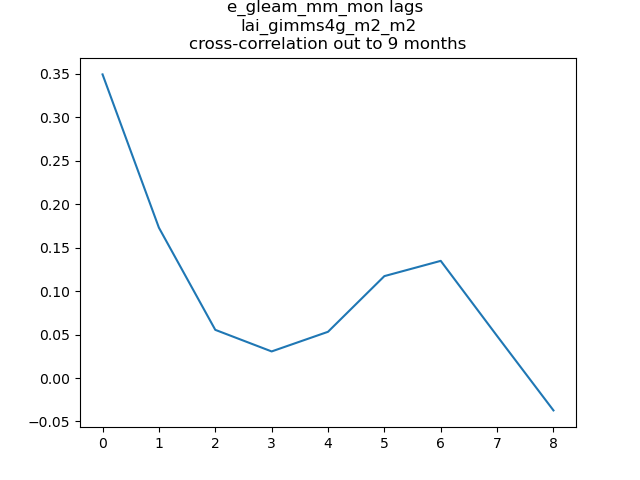 e_gleam_mm_mon lags
lai_gimms4g_m2_m2
cross-correlation out to 9 months
0.35
0.30
0.25
0.20
0.15
0.10
0.05
0.00
−0.05
0 1 2 3 4 5 6 7 8